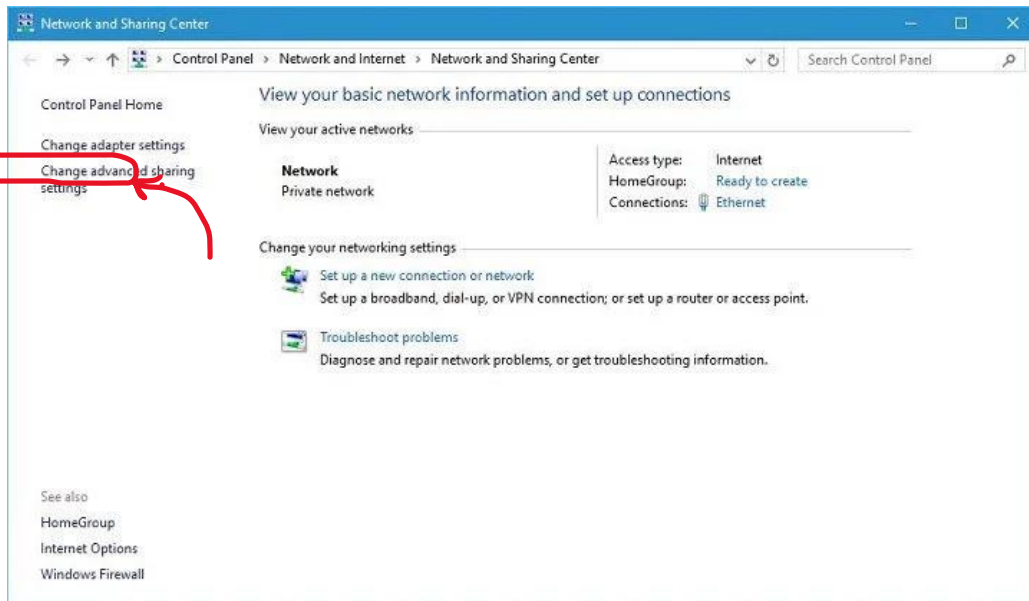 Network and Sharing Center
Control Panel > Network and Internet > Network and Sharing Center
Search Control Panel
Control Panel Home
Change adapter settings
Change advanced sharing
settings
View your basic network information and set up connections
View your active networks
Network
Private network
Access type: Internet
HomeGroup: Ready to create
Connections: Ethernet
Change your networking settings
Set up a new connection or network
Set up a broadband, dial-up, or VPN connection; or set up a router or access point.
Troubleshoot problems
Diagnose and repair network problems, or get troubleshooting information.
See also
HomeGroup
Internet Options
Windows Firewall